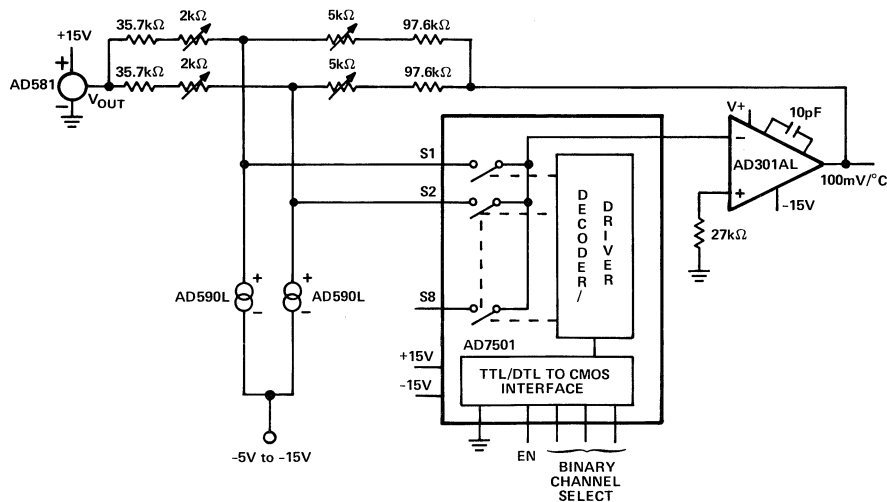 35.7kΩ 2kΩ 5kΩ 97.6kΩ
+15V
+
AD581
–
VOUT
35.7kΩ 2kΩ 5kΩ 97.6kΩ
V+
10pF
–
AD301AL
+
100mV/°C
–15V
27kΩ
S1
S2
S8
DECODER/
DRIVER
+
AD590L
–
+
AD590L
–
AD7501
+15V
–15V
TTL/DTL TO CMOS
INTERFACE
–5V to –15V
EN
BINARY
CHANNEL
SELECT